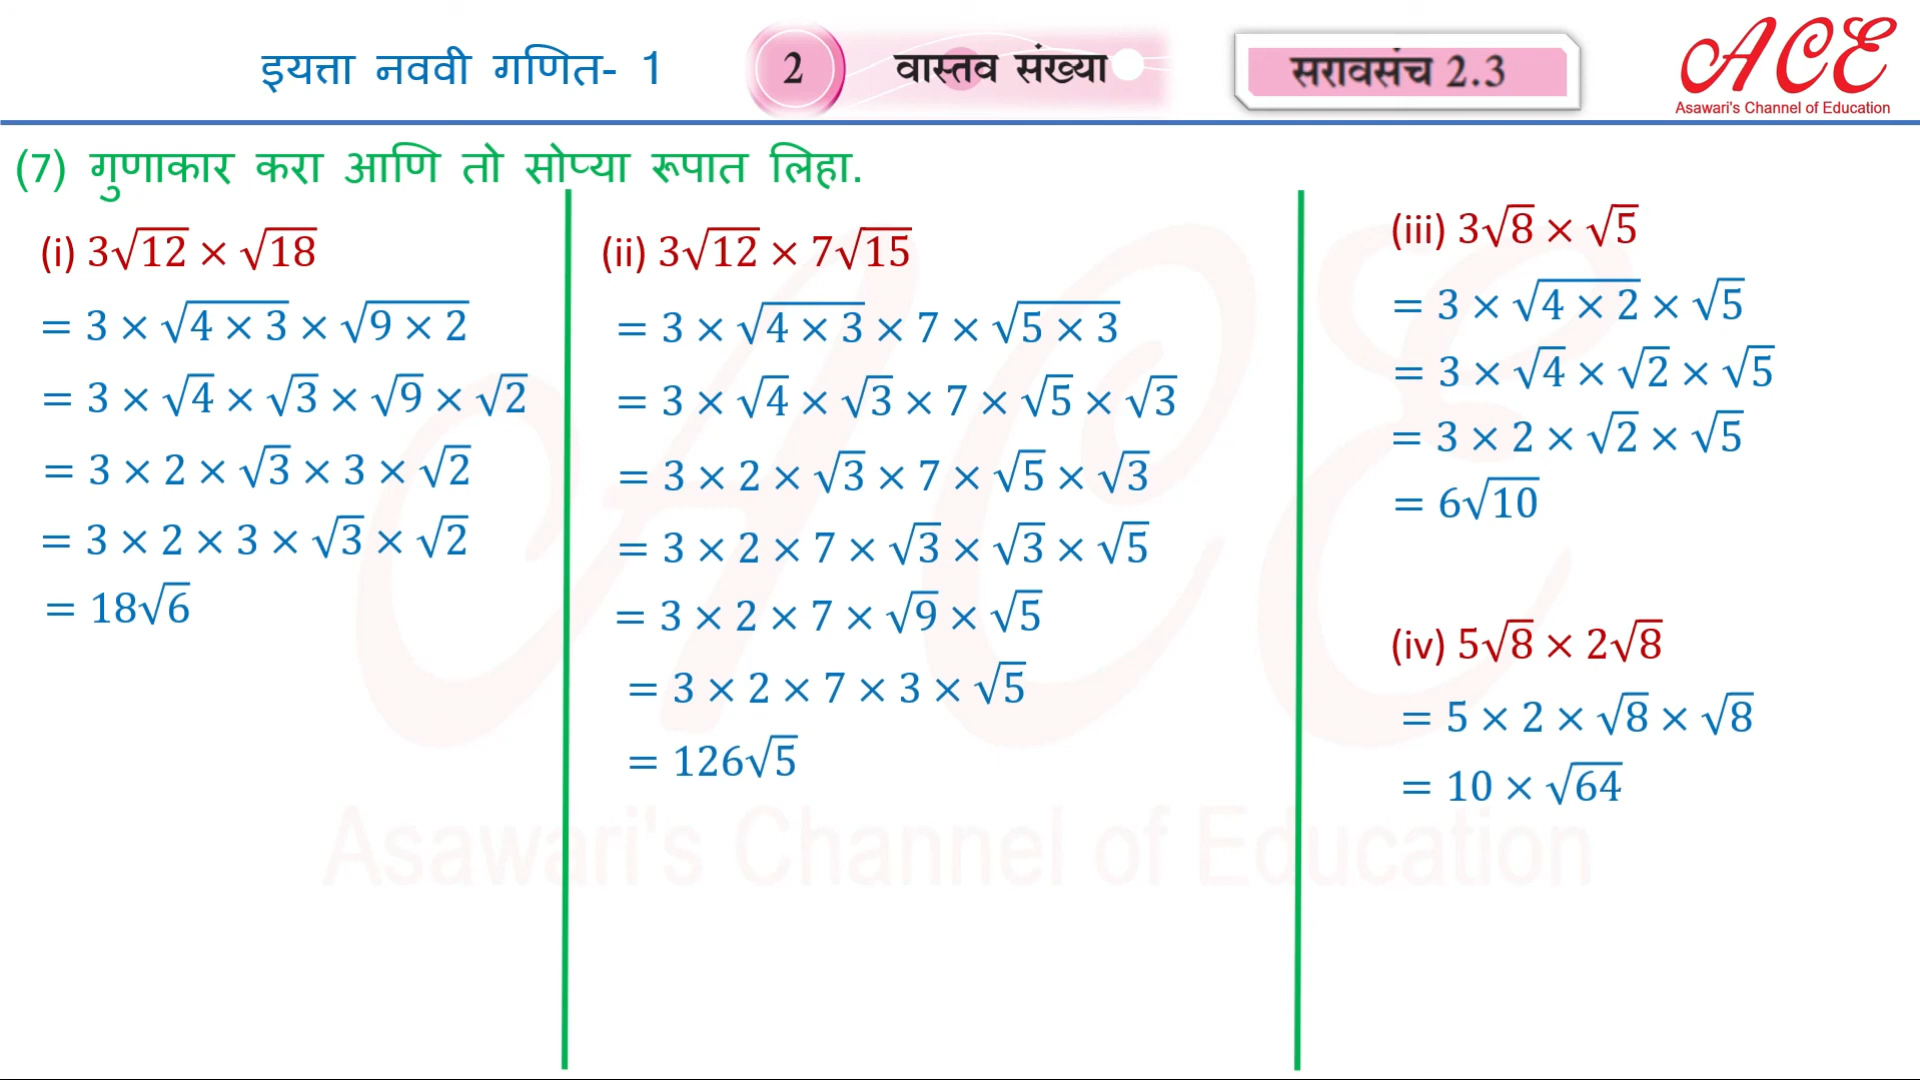 इयत्ता नववी गणित- 1
2 वास्तव संख्या
सरावसंच 2.3
ACE
Asawari's Channel of Education
(7) गुणाकार करा आणि तो सोप्या रूपात लिहा.
(i) 3√12 × √18
= 3 × √(4 × 3) × √(9 × 2)
= 3 × √4 × √3 × √9 × √2
= 3 × 2 × √3 × 3 × √2
= 3 × 2 × 3 × √3 × √2
= 18√6
(ii) 3√12 × 7√15
= 3 × √(4 × 3) × 7 × √(5 × 3)
= 3 × √4 × √3 × 7 × √5 × √3
= 3 × 2 × √3 × 7 × √5 × √3
= 3 × 2 × 7 × √3 × √3 × √5
= 3 × 2 × 7 × √9 × √5
= 3 × 2 × 7 × 3 × √5
= 126√5
(iii) 3√8 × √5
= 3 × √(4 × 2) × √5
= 3 × √4 × √2 × √5
= 3 × 2 × √2 × √5
= 6√10
(iv) 5√8 × 2√8
= 5 × 2 × √8 × √8
= 10 × √64
ACE
Asawari's Channel of Education